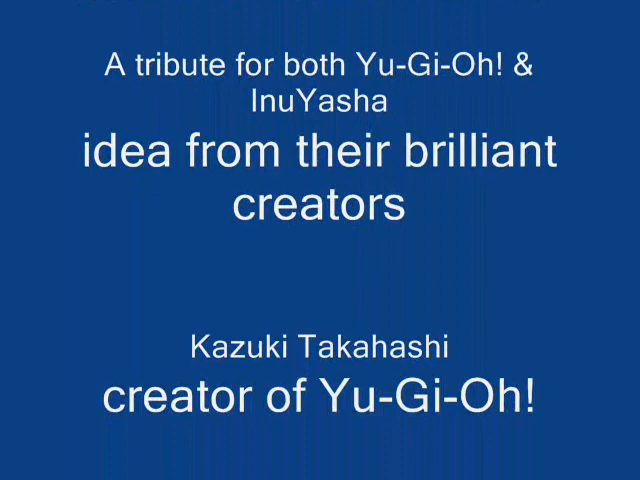 A tribute for both Yu-Gi-Oh! &
InuYasha
idea from their brilliant
creators
Kazuki Takahashi
creator of Yu-Gi-Oh!